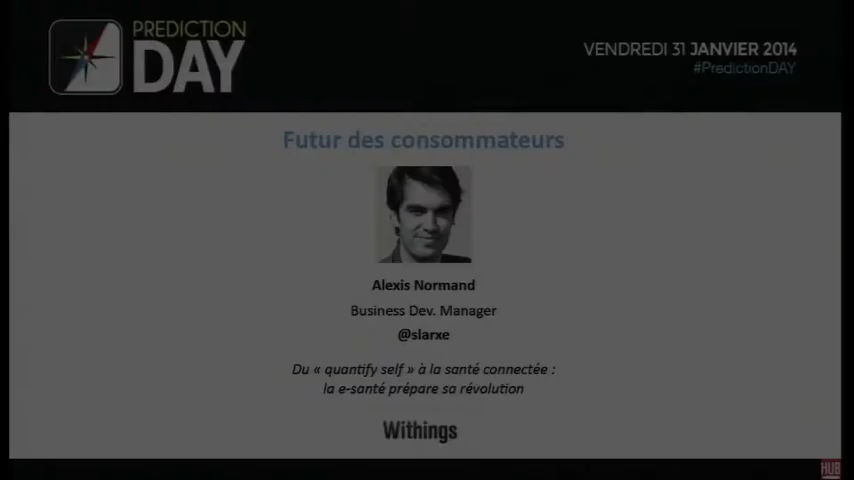 PREDICTION
DAY
VENDREDI 31 JANVIER 2014
#PredictionDAY
Futur des consommateurs
Alexis Normand
Business Dev. Manager
@slarxe
Du « quantify self » à la santé connectée :
la e-santé prépare sa révolution
Withings
HUB